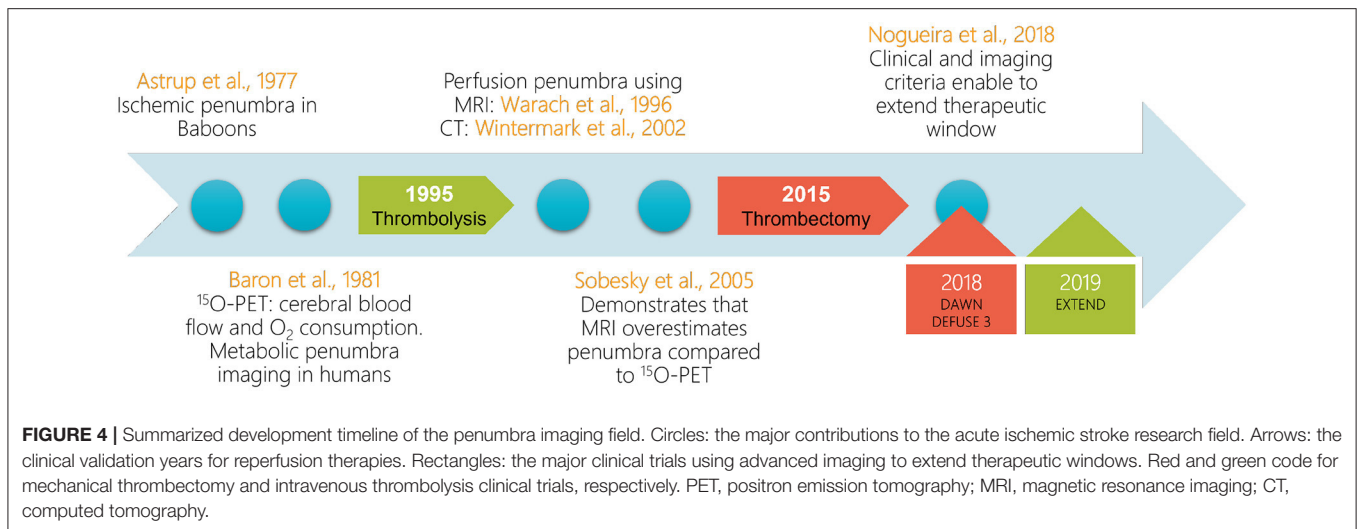 Astrup et al., 1977
Ischemic penumbra in
Baboons
Perfusion penumbra using
MRI: Warach et al., 1996
CT: Wintermark et al., 2002
Nogueira et al., 2018
Clinical and imaging
criteria enable to
extend therapeutic
window
1995
Thrombolysis
2015
Thrombectomy
Baron et al., 1981
¹⁵O-PET: cerebral blood
flow and O₂ consumption.
Metabolic penumbra
imaging in humans
Sobesky et al., 2005
Demonstrates that
MRI overestimates
penumbra compared
to ¹⁵O-PET
2018
DAWN
DEFUSE 3
2019
EXTEND
FIGURE 4 | Summarized development timeline of the penumbra imaging field. Circles: the major contributions to the acute ischemic stroke research field. Arrows: the
clinical validation years for reperfusion therapies. Rectangles: the major clinical trials using advanced imaging to extend therapeutic windows. Red and green code for
mechanical thrombectomy and intravenous thrombolysis clinical trials, respectively. PET, positron emission tomography; MRI, magnetic resonance imaging; CT,
computed tomography.